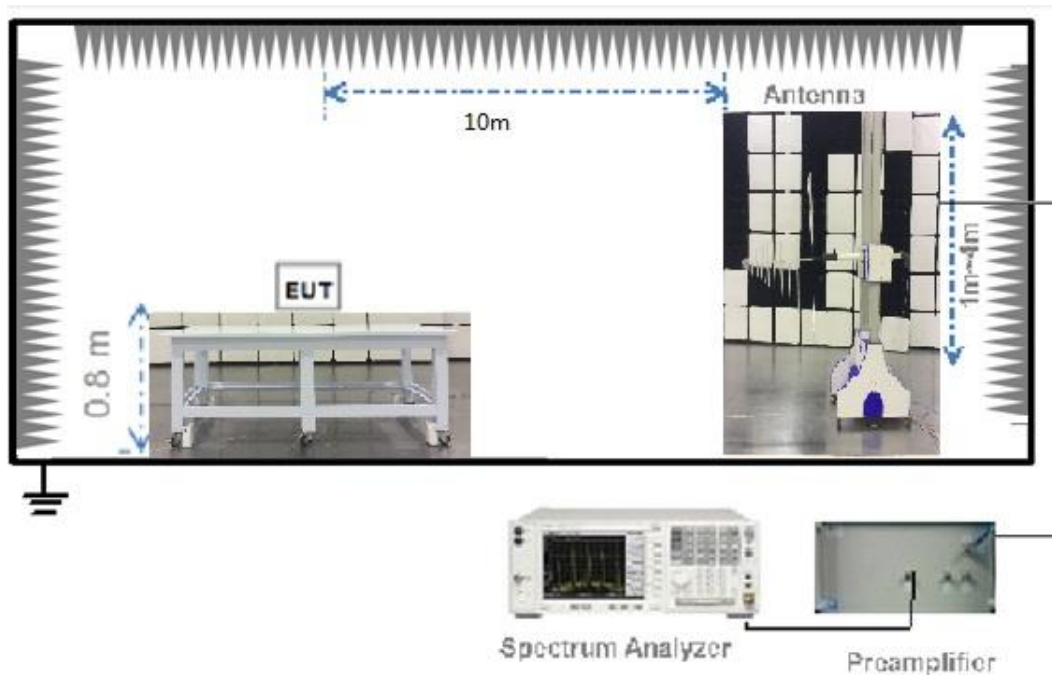 Antenna
10m
1m~4m
EUT
0.8 m
Spectrum Analyzer
Preamplifier